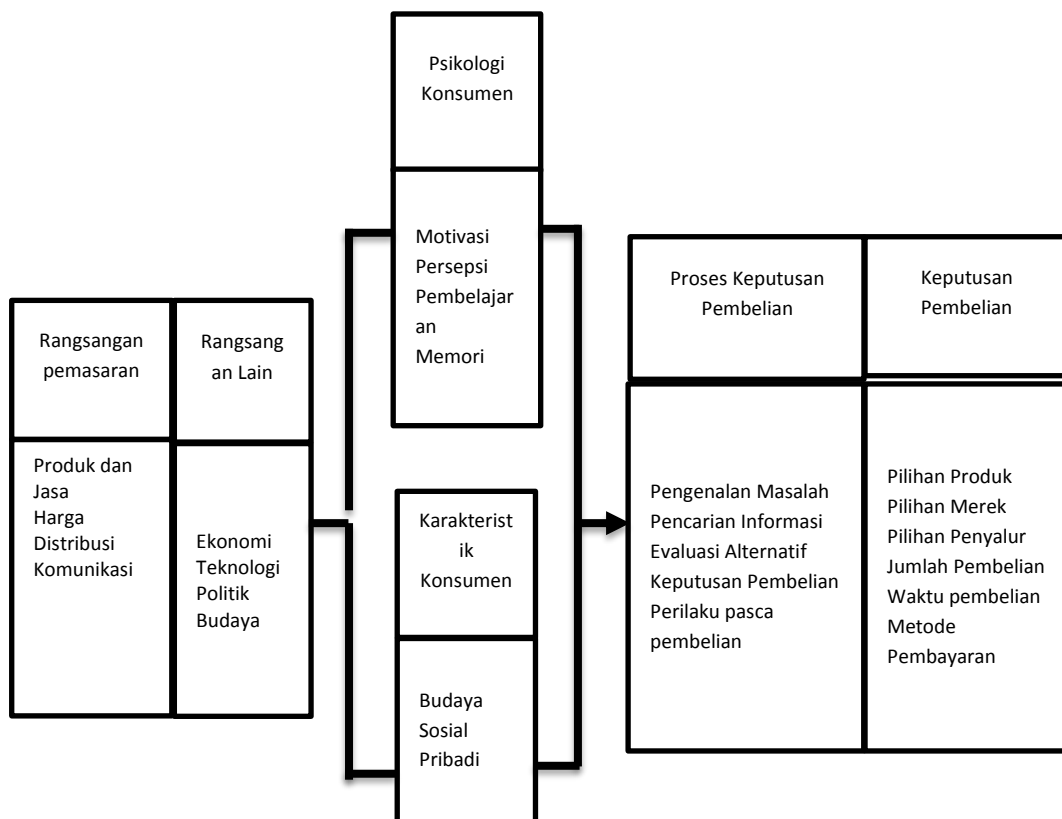 Rangsangan
pemasaran
Produk dan
Jasa
Harga
Distribusi
Komunikasi
Rangsang
an Lain
Ekonomi
Teknologi
Politik
Budaya
Psikologi
Konsumen
Motivasi
Persepsi
Pembelajar
an
Memori
Karakterist
ik
Konsumen
Budaya
Sosial
Pribadi
Proses Keputusan
Pembelian
Pengenalan Masalah
Pencarian Informasi
Evaluasi Alternatif
Keputusan Pembelian
Perilaku pasca
pembelian
Keputusan
Pembelian
Pilihan Produk
Pilihan Merek
Pilihan Penyalur
Jumlah Pembelian
Waktu pembelian
Metode
Pembayaran